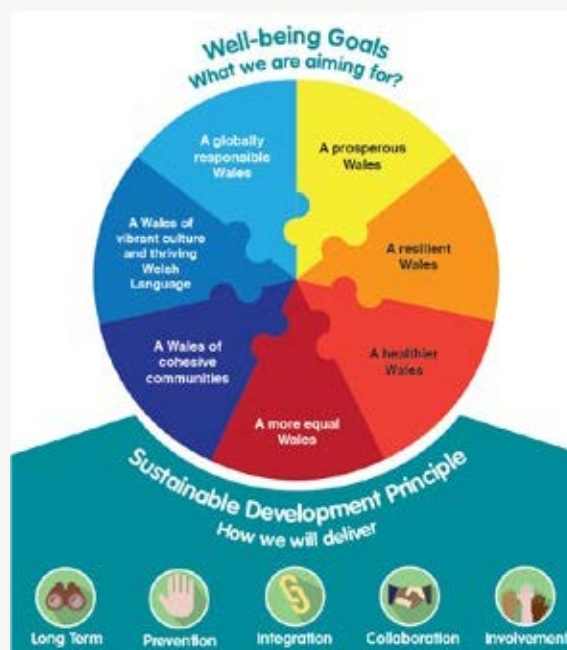 Well-being Goals
What we are aiming for?
A globally
responsible
Wales
A prosperous
Wales
A Wales of
vibrant culture
and thriving
Welsh
Language
A resilient
Wales
A Wales of
cohesive
communities
A healthier
Wales
A more equal
Wales
Sustainable Development Principle
How we will deliver
Long Term
Prevention
Integration
Collaboration
Involvement